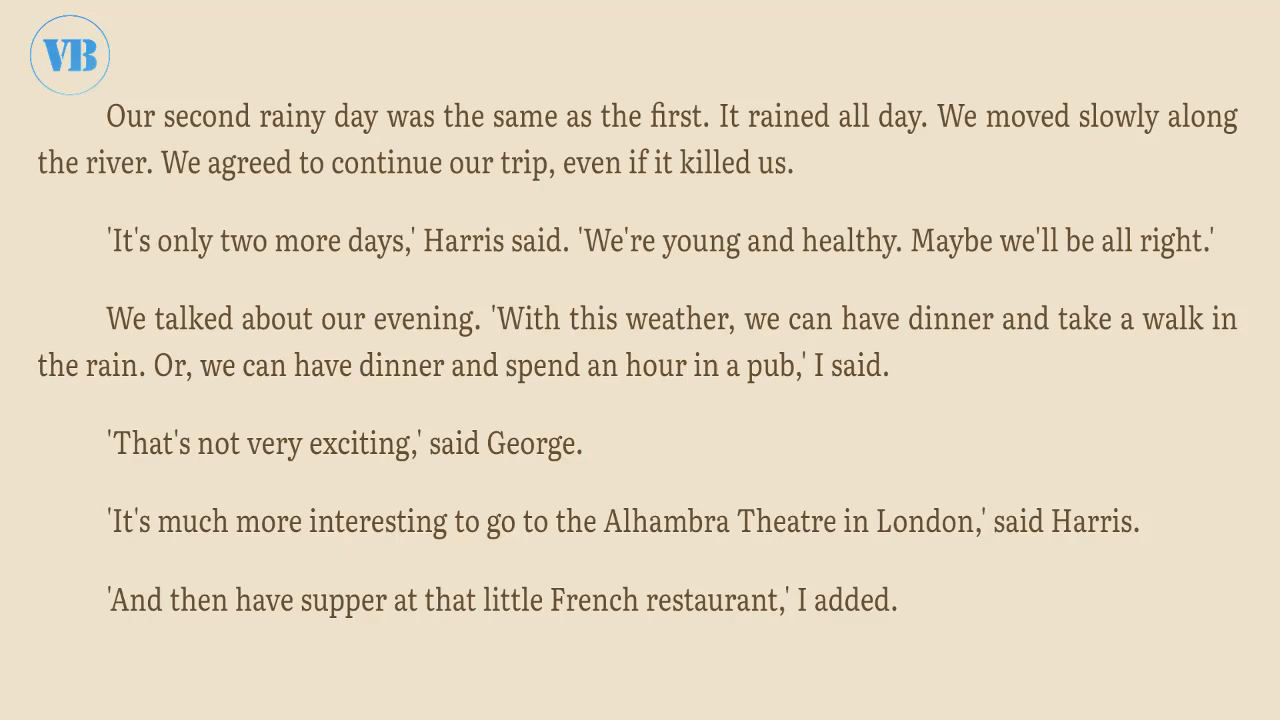 VB
Our second rainy day was the same as the first. It rained all day. We moved slowly along
the river. We agreed to continue our trip, even if it killed us.
'It's only two more days,' Harris said. 'We're young and healthy. Maybe we'll be all right.'
We talked about our evening. 'With this weather, we can have dinner and take a walk in
the rain. Or, we can have dinner and spend an hour in a pub,' I said.
'That's not very exciting,' said George.
'It's much more interesting to go to the Alhambra Theatre in London,' said Harris.
'And then have supper at that little French restaurant,' I added.